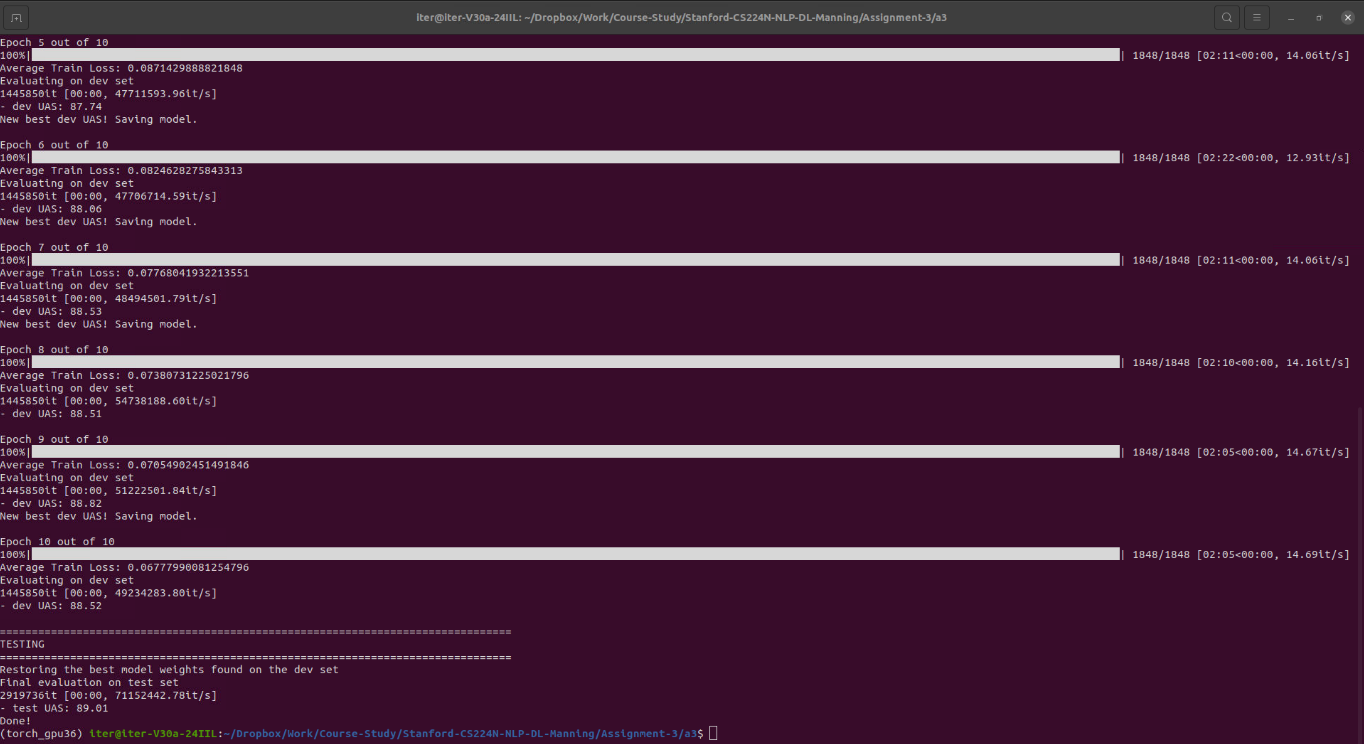 iter@iter-V30a-24IIL: ~/Dropbox/Work/Course-Study/Stanford-CS224N-NLP-DL-Manning/Assignment-3/a3
Epoch 5 out of 10
100%| | 1848/1848 [02:11<00:00, 14.06it/s]
Average Train Loss: 0.0871429888821848
Evaluating on dev set
1445850it [00:00, 47711593.96it/s]
- dev UAS: 87.74
New best dev UAS! Saving model.
Epoch 6 out of 10
100%| | 1848/1848 [02:22<00:00, 12.93it/s]
Average Train Loss: 0.0824628275843313
Evaluating on dev set
1445850it [00:00, 47706714.59it/s]
- dev UAS: 88.06
New best dev UAS! Saving model.
Epoch 7 out of 10
100%| | 1848/1848 [02:11<00:00, 14.06it/s]
Average Train Loss: 0.07768041932213551
Evaluating on dev set
1445850it [00:00, 48494501.79it/s]
- dev UAS: 88.53
New best dev UAS! Saving model.
Epoch 8 out of 10
100%| | 1848/1848 [02:10<00:00, 14.16it/s]
Average Train Loss: 0.07380731225021796
Evaluating on dev set
1445850it [00:00, 54738188.60it/s]
- dev UAS: 88.51
Epoch 9 out of 10
100%| | 1848/1848 [02:05<00:00, 14.67it/s]
Average Train Loss: 0.07054902451491846
Evaluating on dev set
1445850it [00:00, 51222501.84it/s]
- dev UAS: 88.82
New best dev UAS! Saving model.
Epoch 10 out of 10
100%| | 1848/1848 [02:05<00:00, 14.69it/s]
Average Train Loss: 0.06777990081254796
Evaluating on dev set
1445850it [00:00, 49234283.80it/s]
- dev UAS: 88.52
================================================================================
TESTING
================================================================================
Restoring the best model weights found on the dev set
Final evaluation on test set
2919736it [00:00, 71152442.78it/s]
- test UAS: 89.01
Done!
(torch_gpu36) iter@iter-V30a-24IIL:~/Dropbox/Work/Course-Study/Stanford-CS224N-NLP-DL-Manning/Assignment-3/a3$